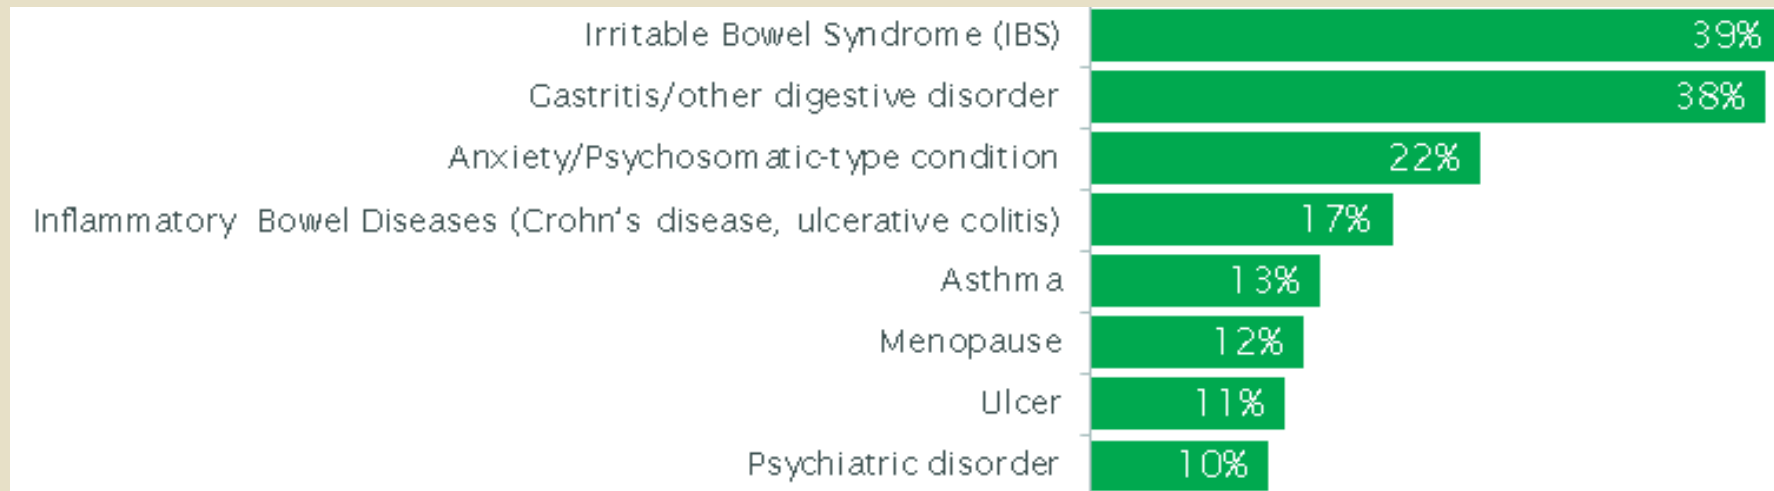 Irritable Bowel Syndrome (IBS) 39%
Gastritis/other digestive disorder 38%
Anxiety/Psychosomatic-type condition 22%
Inflammatory Bowel Diseases (Crohn's disease, ulcerative colitis) 17%
Asthma 13%
Menopause 12%
Ulcer 11%
Psychiatric disorder 10%